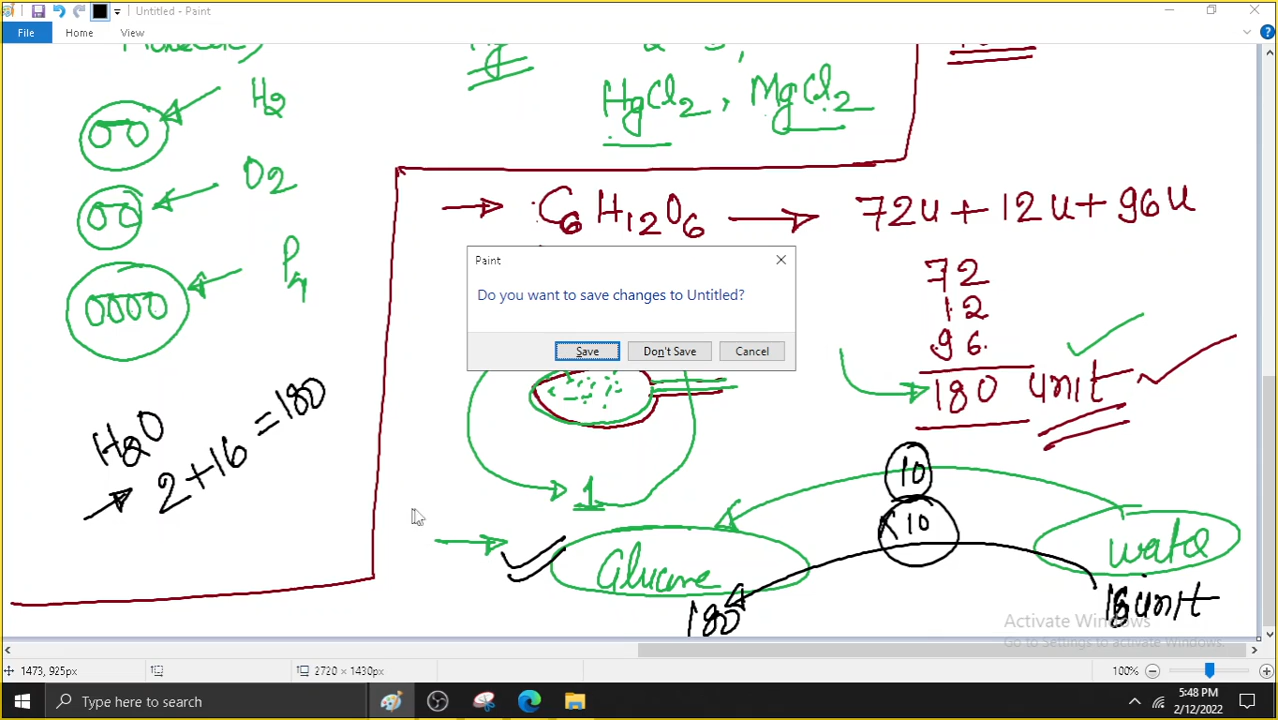 Untitled - Paint
File Home View
H2
O2
P4
HgCl2, MgCl2
→ C6H12O6 → 72u + 12u + 96u
72
12
96
180 unit
Paint
Do you want to save changes to Untitled?
Save Don't Save Cancel
H2O
→ 2+16 = 180
1
10
×10
Glucose
water
180
18 unit
Activate Windows
Go to Settings to activate Windows.
1473, 925px 2720 × 1430px 100%
Type here to search
5:48 PM
2/12/2022